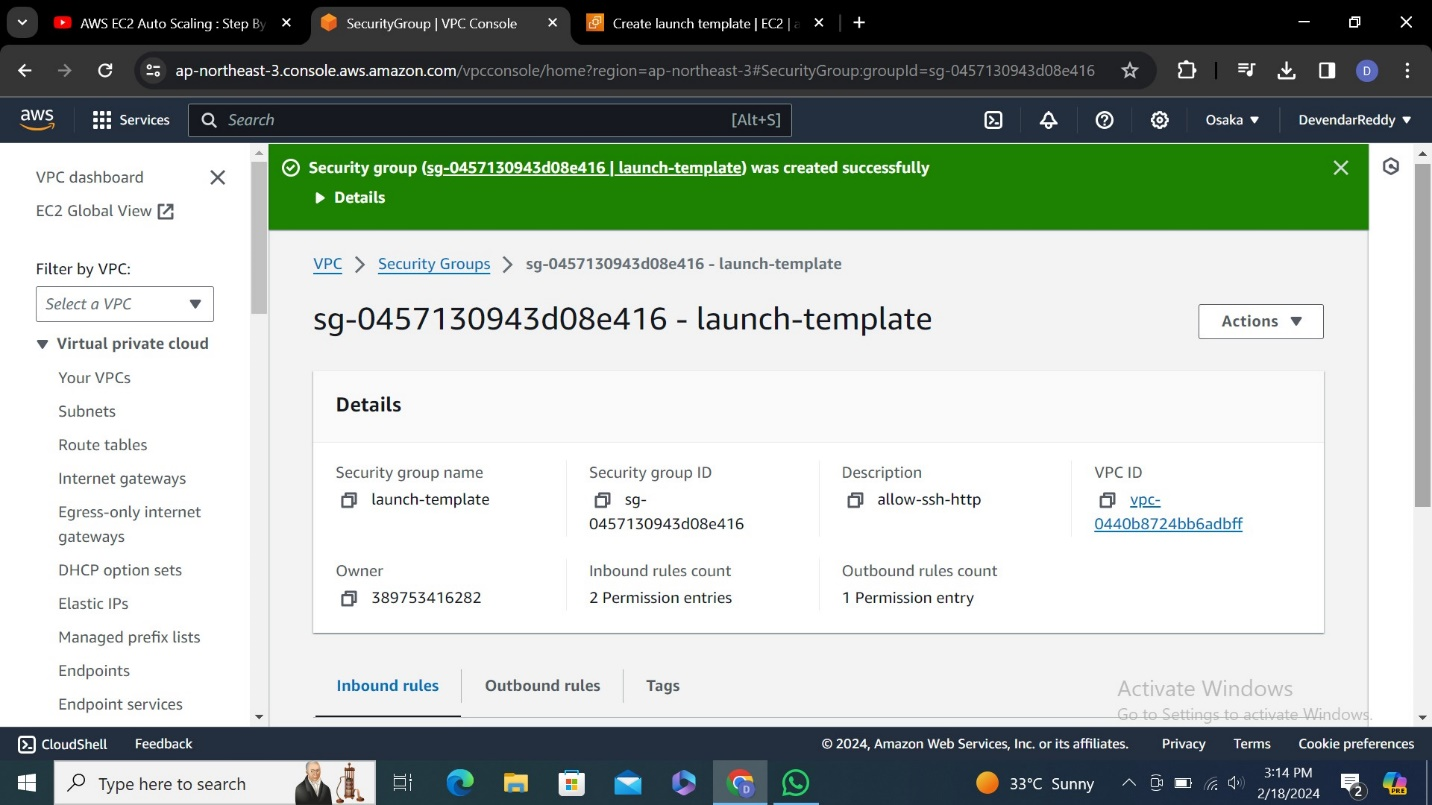 AWS EC2 Auto Scaling : Step By
SecurityGroup | VPC Console
Create launch template | EC2 |
ap-northeast-3.console.aws.amazon.com/vpcconsole/home?region=ap-northeast-3#SecurityGroup:groupId=sg-0457130943d08e416
D
aws
Services
Search
[Alt+S]
Osaka
DevendarReddy
VPC dashboard
EC2 Global View
Filter by VPC:
Select a VPC
Virtual private cloud
Your VPCs
Subnets
Route tables
Internet gateways
Egress-only internet
gateways
DHCP option sets
Elastic IPs
Managed prefix lists
Endpoints
Endpoint services
Security group (sg-0457130943d08e416 | launch-template) was created successfully
Details
VPC > Security Groups > sg-0457130943d08e416 - launch-template
sg-0457130943d08e416 - launch-template
Actions
Details
Security group name
launch-template
Security group ID
sg-
0457130943d08e416
Description
allow-ssh-http
VPC ID
vpc-
0440b8724bb6adbff
Owner
389753416282
Inbound rules count
2 Permission entries
Outbound rules count
1 Permission entry
Inbound rules
Outbound rules
Tags
Activate Windows
Go to Settings to activate Windows.
CloudShell
Feedback
© 2024, Amazon Web Services, Inc. or its affiliates.
Privacy
Terms
Cookie preferences
Type here to search
D
33°C Sunny
3:14 PM
2/18/2024
2
PRE